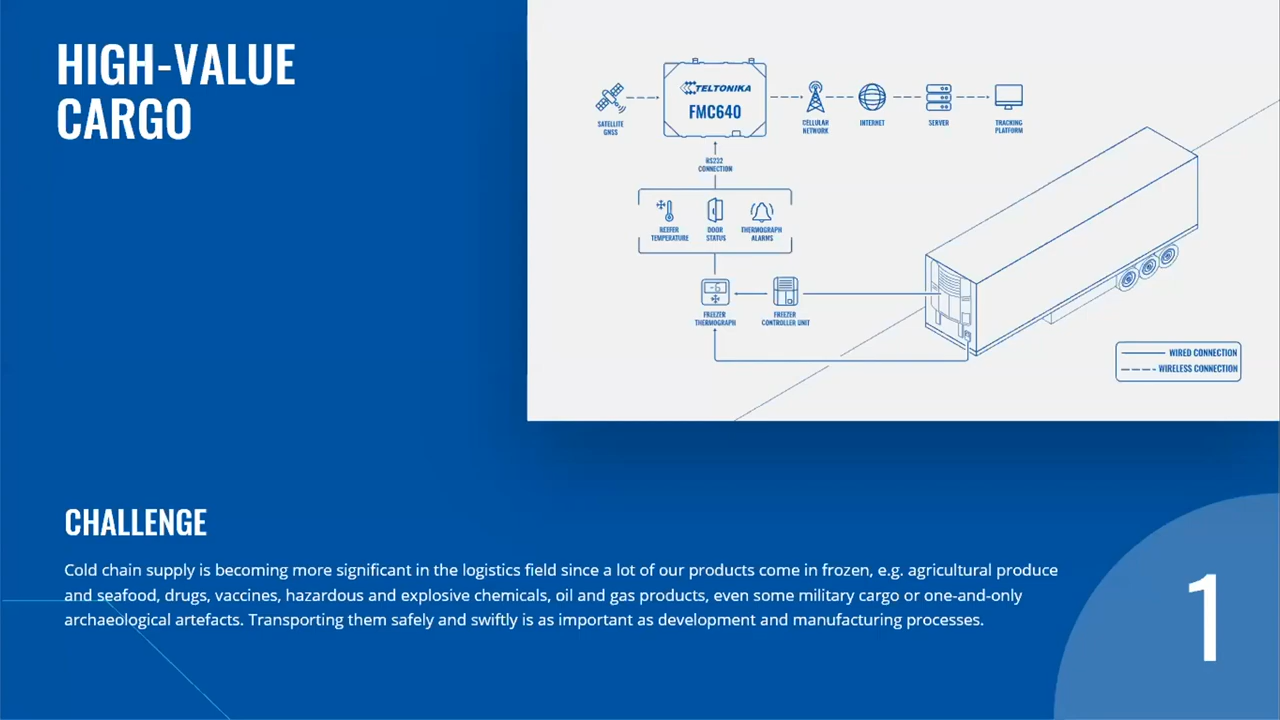 HIGH-VALUE
CARGO
TELTONIKA
FMC640
SATELLITE
GNSS
CELLULAR
NETWORK
INTERNET
SERVER
TRACKING
PLATFORM
RS232
CONNECTION
REEFER
TEMPERATURE
DOOR
STATUS
THERMOGRAPH
ALARMS
-6
FREEZER
THERMOGRAPH
FREEZER
CONTROLLER UNIT
WIRED CONNECTION
WIRELESS CONNECTION
CHALLENGE
Cold chain supply is becoming more significant in the logistics field since a lot of our products come in frozen, e.g. agricultural produce
and seafood, drugs, vaccines, hazardous and explosive chemicals, oil and gas products, even some military cargo or one-and-only
archaeological artefacts. Transporting them safely and swiftly is as important as development and manufacturing processes.
1